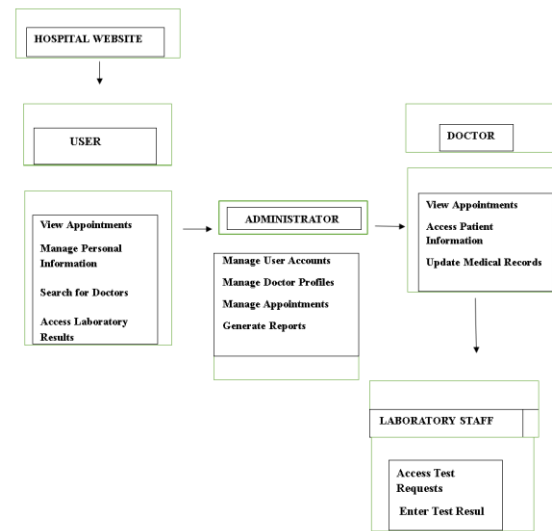 HOSPITAL WEBSITE
USER
View Appointments
Manage Personal
Information
Search for Doctors
Access Laboratory
Results
ADMINISTRATOR
Manage User Accounts
Manage Doctor Profiles
Manage Appointments
Generate Reports
DOCTOR
View Appointments
Access Patient
Information
Update Medical Records
LABORATORY STAFF
Access Test
Requests
Enter Test Resul